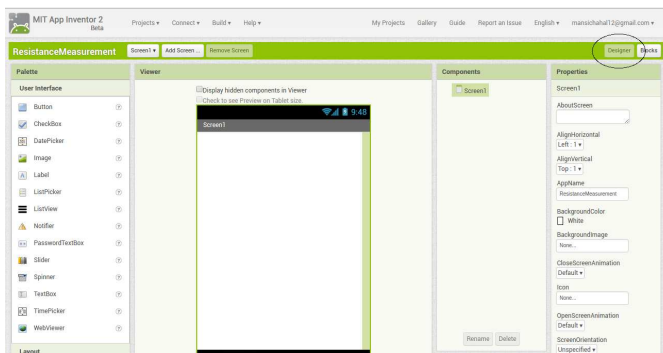 MIT App Inventor 2
Beta
Projects ▾ Connect ▾ Build ▾ Help ▾ My Projects Gallery Guide Report an Issue English ▾ mansichahal12@gmail.com ▾
ResistanceMeasurement Screen1 ▾ Add Screen ... Remove Screen Designer Blocks
Palette
User Interface
Button
CheckBox
DatePicker
Image
Label
ListPicker
ListView
Notifier
PasswordTextBox
Slider
Spinner
TextBox
TimePicker
WebViewer
Layout
Viewer
Display hidden components in Viewer
Check to see Preview on Tablet size.
9:48
Screen1
Components
Screen1
Rename Delete
Properties
Screen1
AboutScreen
AlignHorizontal
Left : 1 ▾
AlignVertical
Top : 1 ▾
AppName
ResistanceMeasurement
BackgroundColor
White
BackgroundImage
None...
CloseScreenAnimation
Default ▾
Icon
None...
OpenScreenAnimation
Default ▾
ScreenOrientation
Unspecified ▾